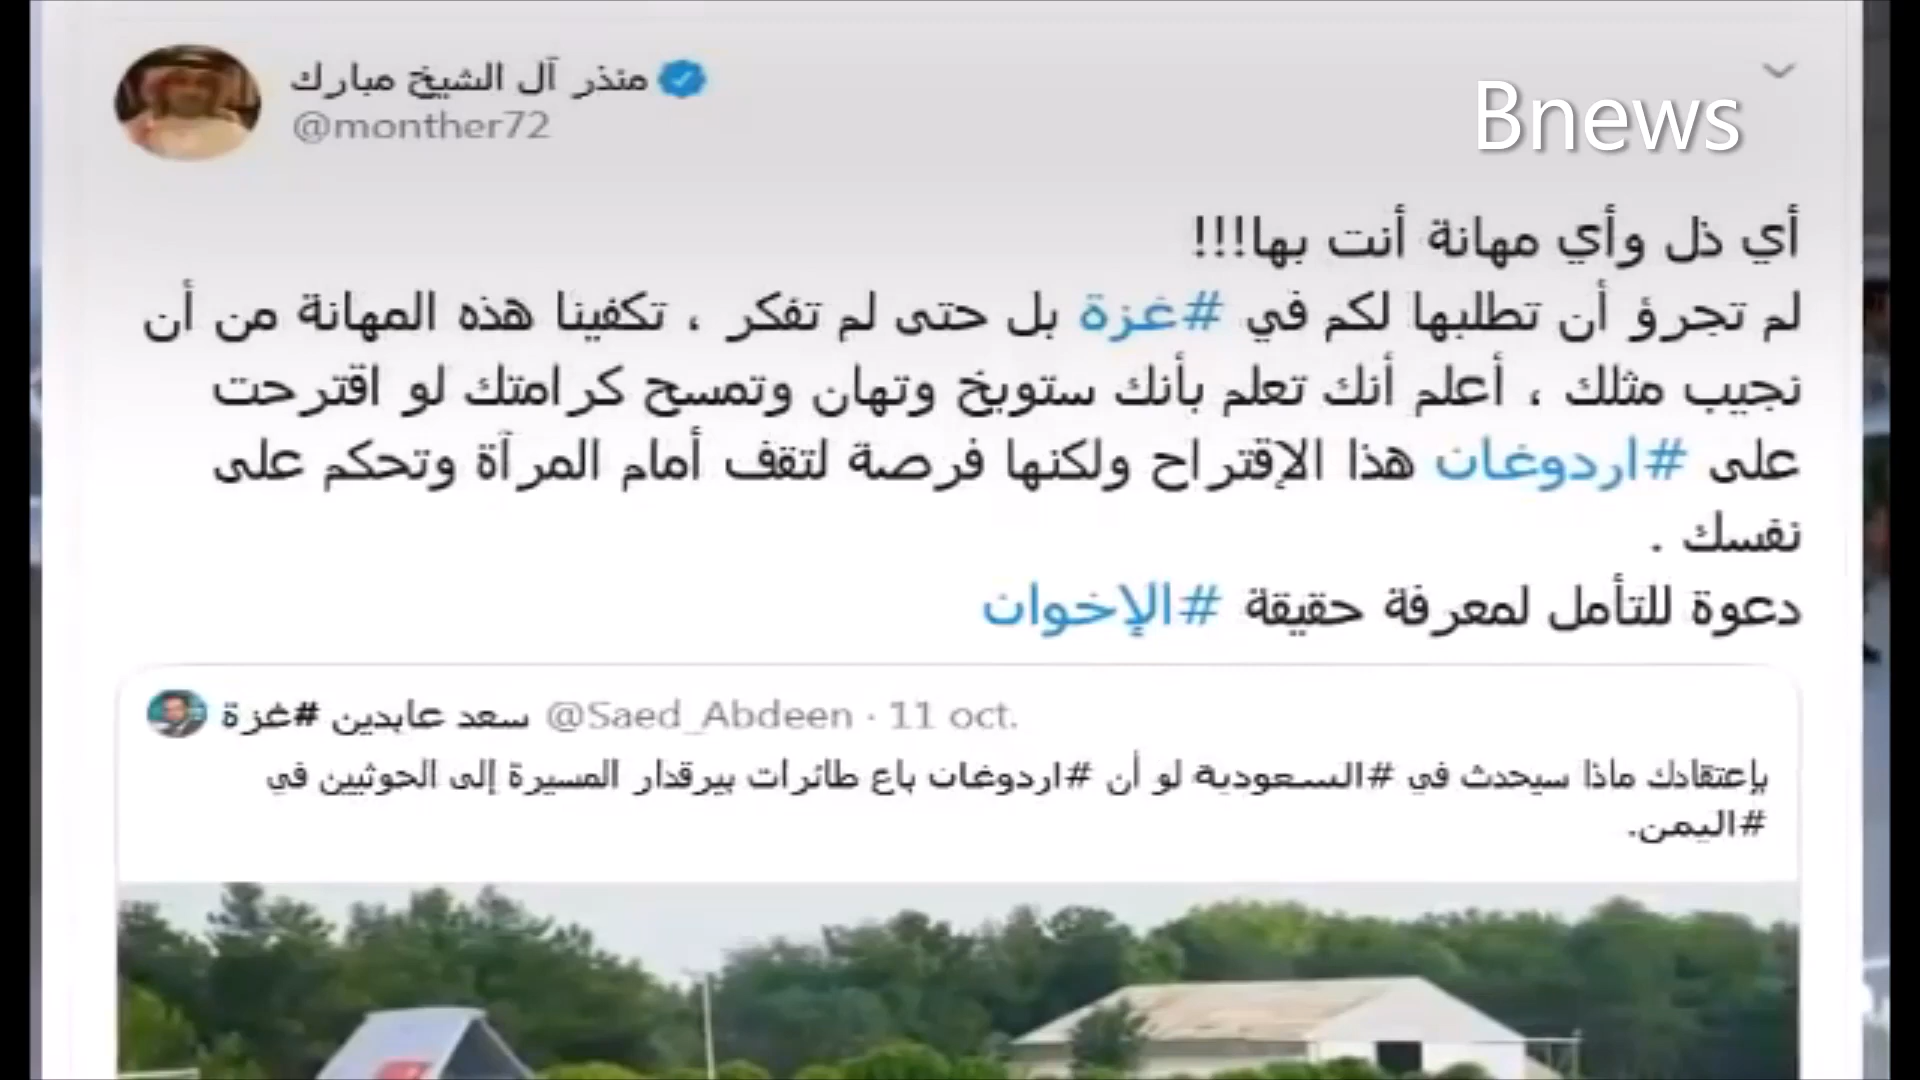 منذر آل الشيخ مبارك
@monther72
Bnews
أي ذل وأي مهانة أنت بها!!!
لم تجرؤ أن تطلبها لكم في #غزة بل حتى لم تفكر ، تكفينا هذه المهانة من أن
نجيب مثلك ، أعلم أنك تعلم بأنك ستوبخ وتهان وتمسح كرامتك لو اقترحت
على #اردوغان هذا الإقتراح ولكنها فرصة لتقف أمام المرآة وتحكم على
نفسك .
دعوة للتأمل لمعرفة حقيقة #الإخوان
سعد عابدين #غزة @Saed_Abdeen · 11 oct.
بإعتقادك ماذا سيحدث في #السعودية لو أن #اردوغان باع طائرات بيرقدار المسيرة إلى الحوثيين في
#اليمن.